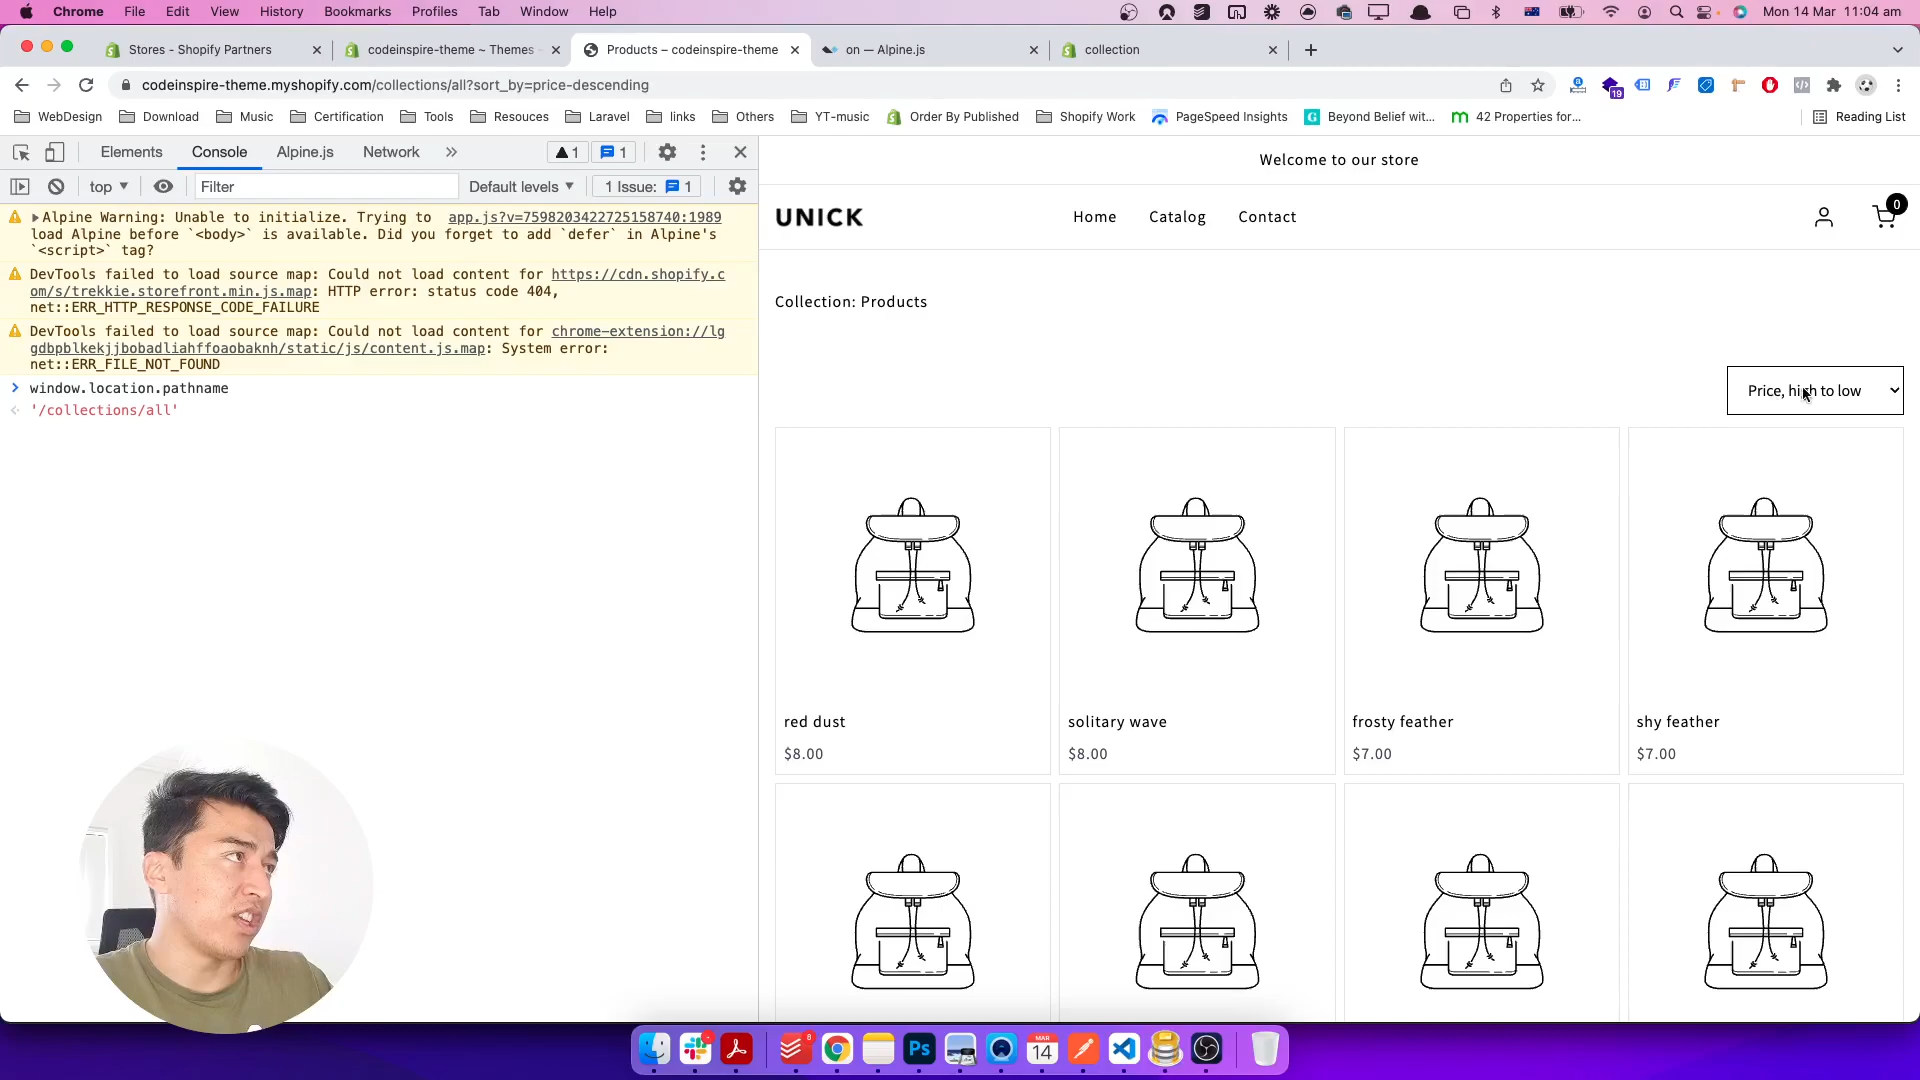 Chrome File Edit View History Bookmarks Profiles Tab Window Help Mon 14 Mar 11:04 am
Stores - Shopify Partners codeinspire-theme ~ Themes - Products – codeinspire-theme on — Alpine.js collection
codeinspire-theme.myshopify.com/collections/all?sort_by=price-descending
19
WebDesign Download Music Certification Tools Resouces Laravel links Others YT-music Order By Published Shopify Work PageSpeed Insights Beyond Belief wit... 42 Properties for... Reading List
Elements Console Alpine.js Network 1 1
top Filter Default levels 1 Issue: 1
Alpine Warning: Unable to initialize. Trying to app.js?v=7598203422725158740:1989
load Alpine before `<body>` is available. Did you forget to add `defer` in Alpine's
`<script>` tag?
DevTools failed to load source map: Could not load content for https://cdn.shopify.c
om/s/trekkie.storefront.min.js.map: HTTP error: status code 404,
net::ERR_HTTP_RESPONSE_CODE_FAILURE
DevTools failed to load source map: Could not load content for chrome-extension://lg
gdbpblkekjjbobadliahffoaobaknh/static/js/content.js.map: System error:
net::ERR_FILE_NOT_FOUND
window.location.pathname
'/collections/all'
Welcome to our store
UNICK Home Catalog Contact 0
Collection: Products
Price, high to low
red dust solitary wave frosty feather shy feather
$8.00 $8.00 $7.00 $7.00
8 Ps MAR
14